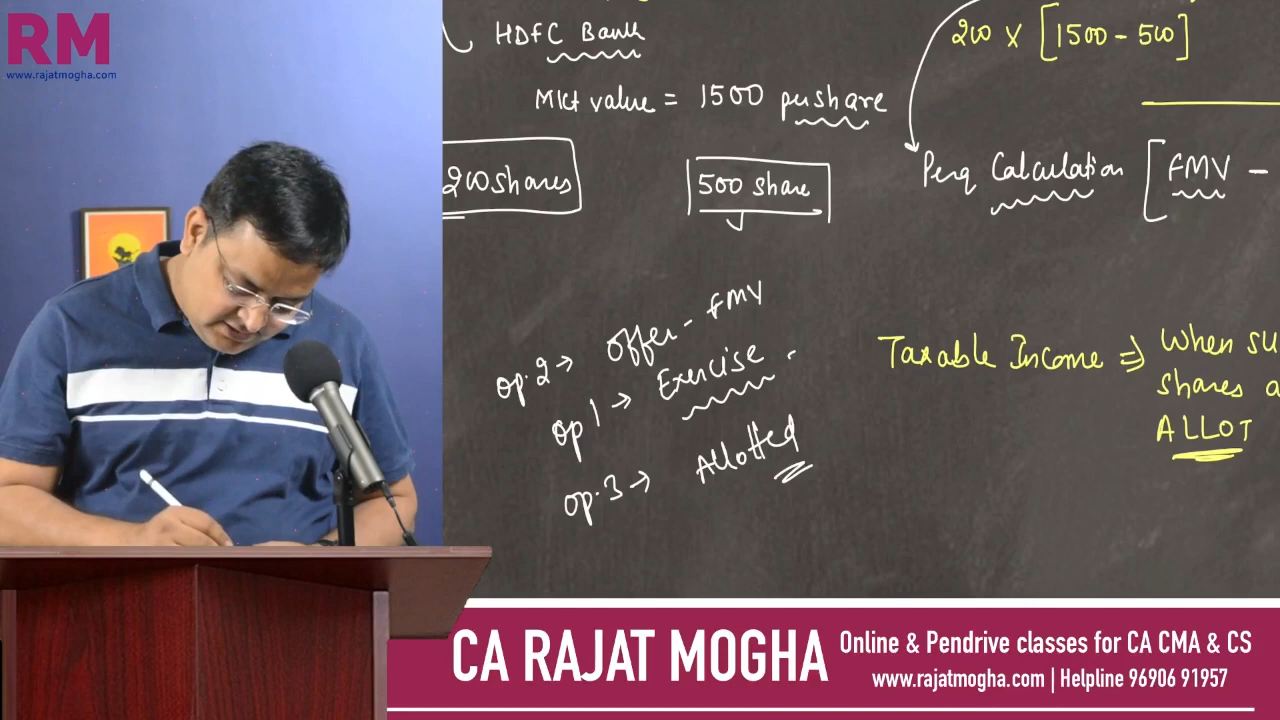 RM
www.rajatmogha.com
HDFC Bank
200 X [1500 - 500]
Mkt value = 1500 per share
200 shares
500 share
Perq Calculation [FMV -
op. 2 → Offer - FMV
op 1 → Exercise -
op. 3 → Allotted
Taxable Income ⇒ When su
shares a
ALLOT
CA RAJAT MOGHA
Online & Pendrive classes for CA CMA & CS
www.rajatmogha.com | Helpline 96906 91957